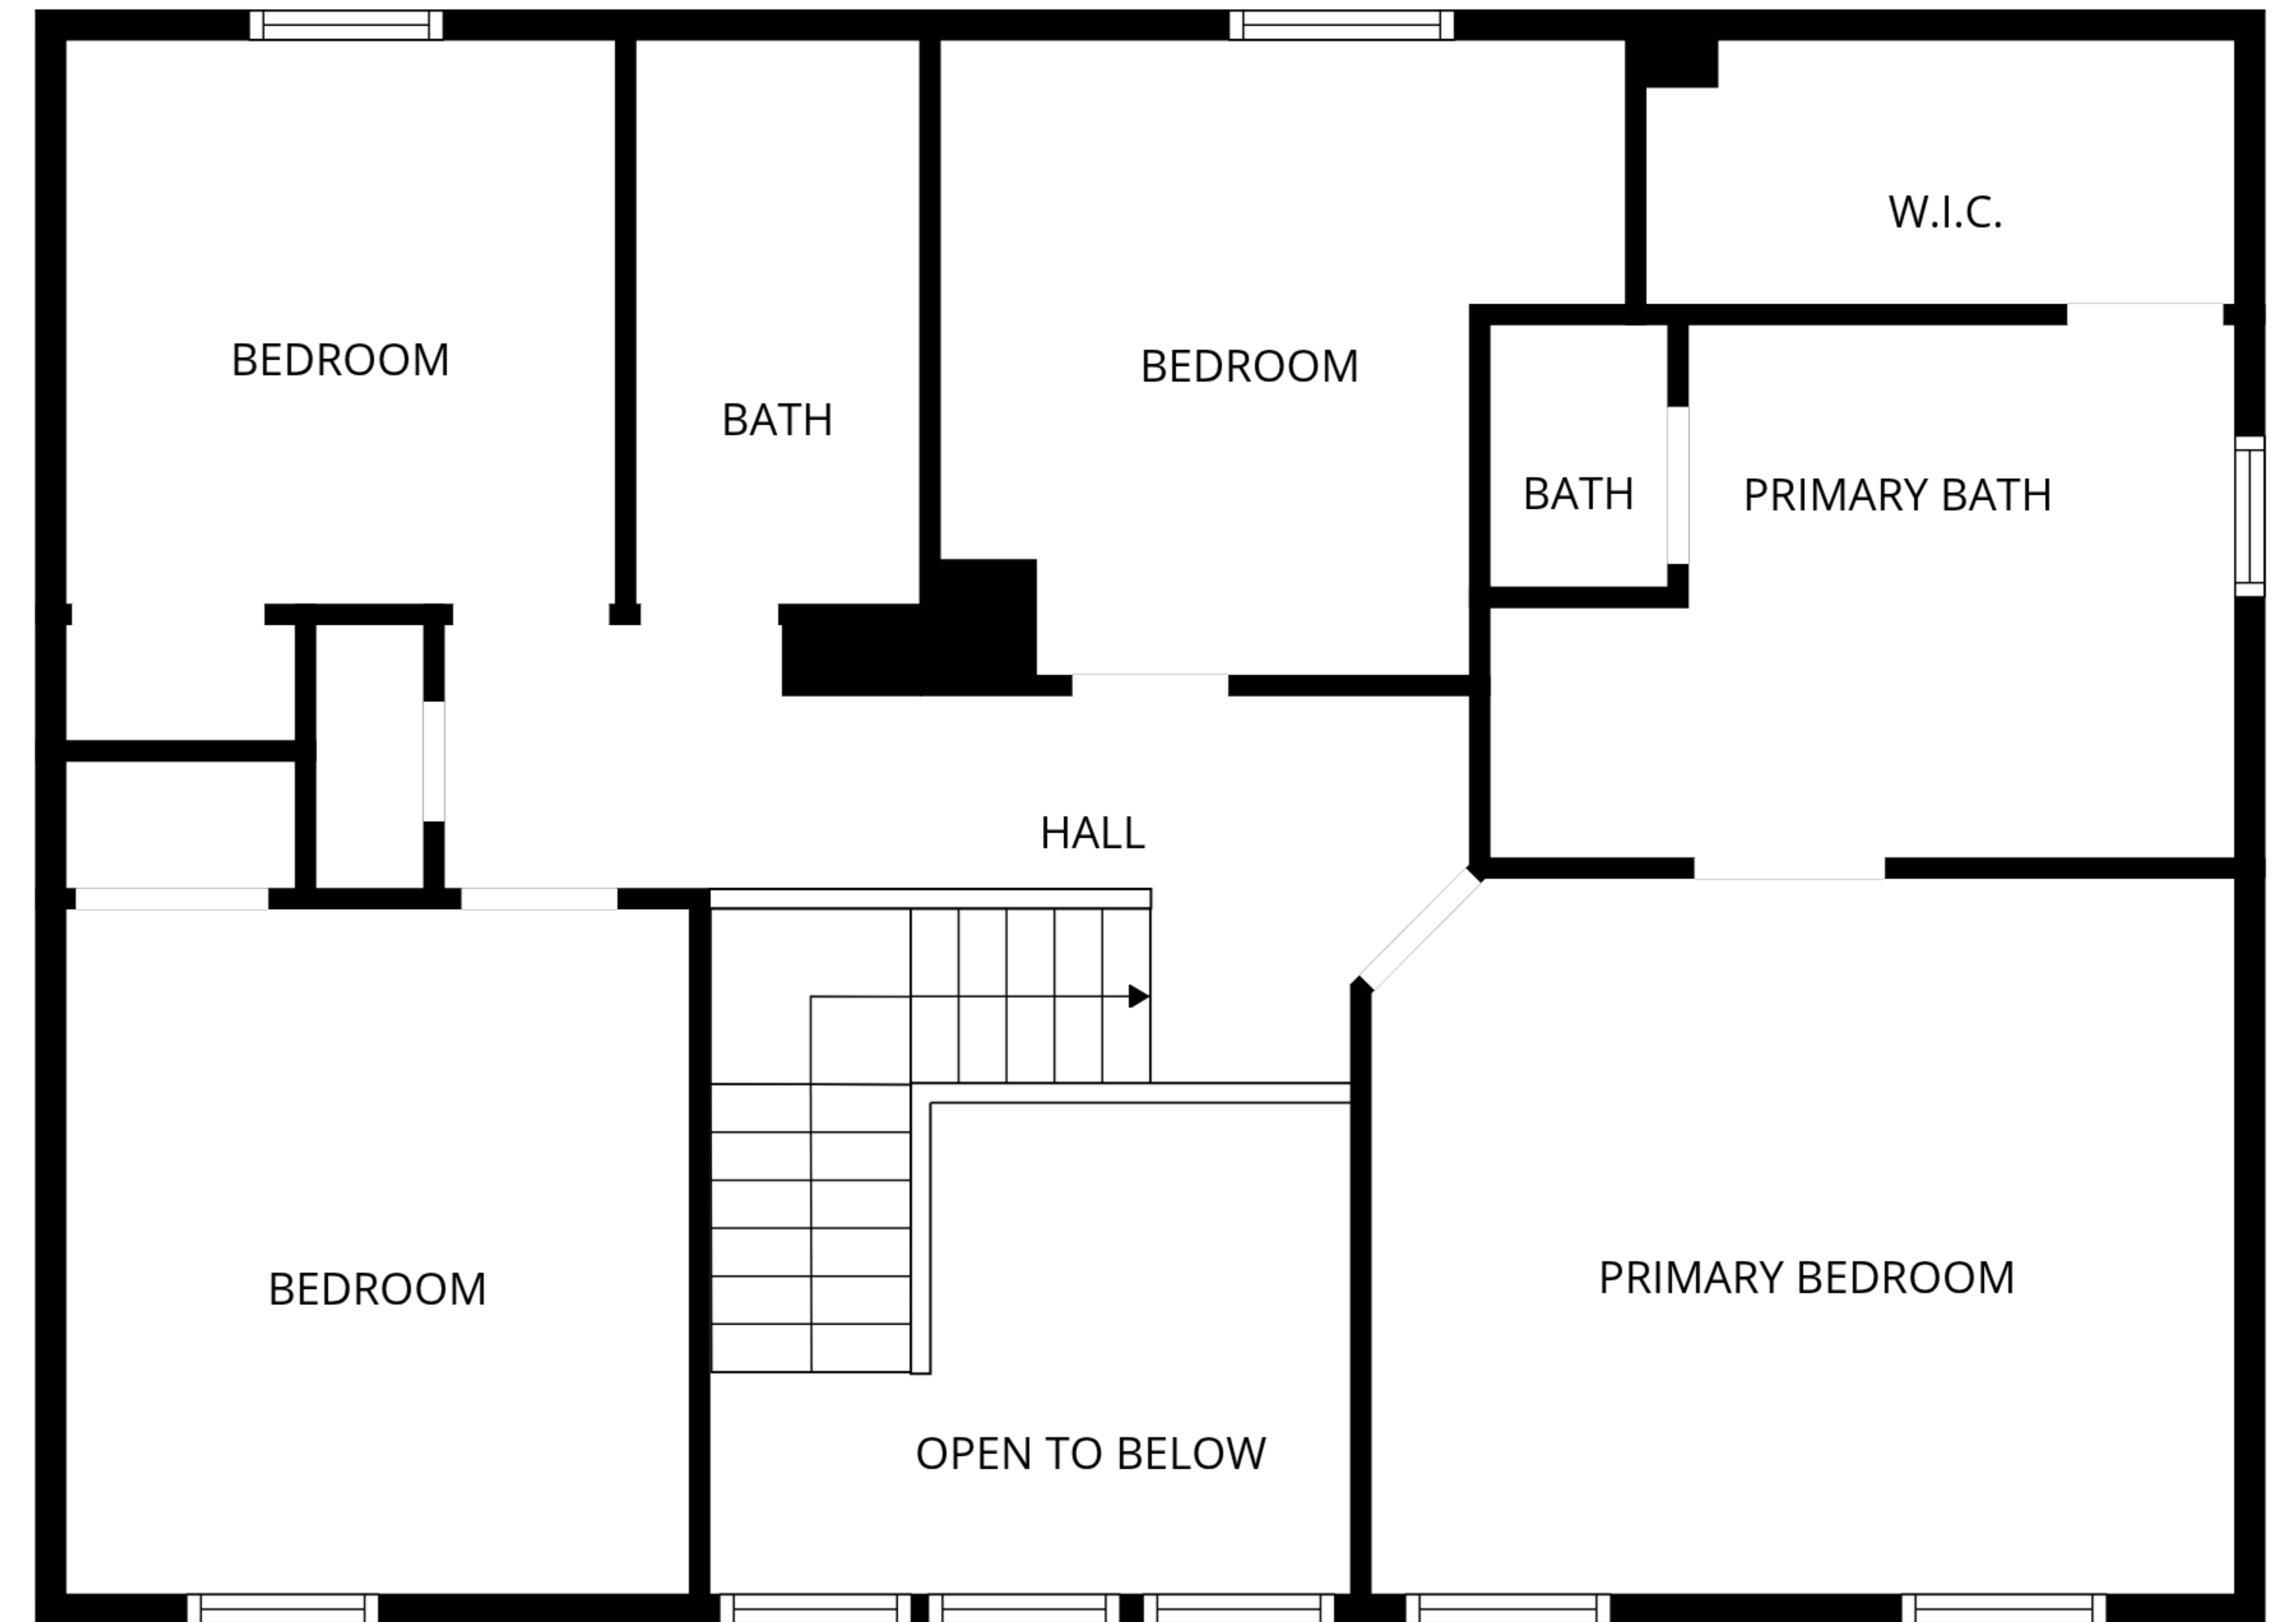 W.I.C.
BEDROOM
BEDROOM
BATH
BATH
PRIMARY BATH
HALL
BEDROOM
PRIMARY BEDROOM
OPEN TO BELOW